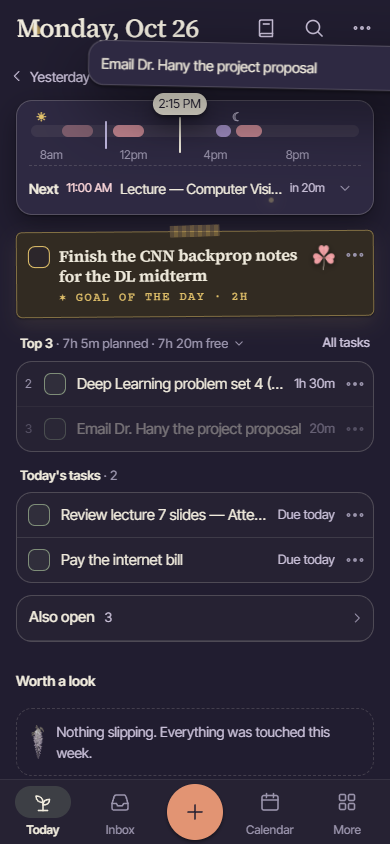 Monday, Oct 26
Email Dr. Hany the project proposal
Yesterday
2:15 PM
8am 12pm 4pm 8pm
Next 11:00 AM Lecture — Computer Visi... in 20m
Finish the CNN backprop notes
for the DL midterm
✶ GOAL OF THE DAY · 2H
Top 3 · 7h 5m planned · 7h 20m free All tasks
2 Deep Learning problem set 4 (... 1h 30m
3 Email Dr. Hany the project proposal 20m
Today's tasks · 2
Review lecture 7 slides — Atte... Due today
Pay the internet bill Due today
Also open 3
Worth a look
Nothing slipping. Everything was touched this
week.
Today Inbox Calendar More